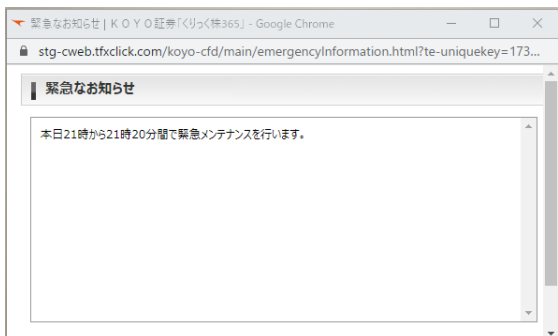 緊急なお知らせ | ＫＯＹＯ証券「くりっく株365」 - Google Chrome
stg-cweb.tfxclick.com/koyo-cfd/main/emergencyInformation.html?te-uniquekey=173...
緊急なお知らせ
本日21時から21時20分間で緊急メンテナンスを行います。